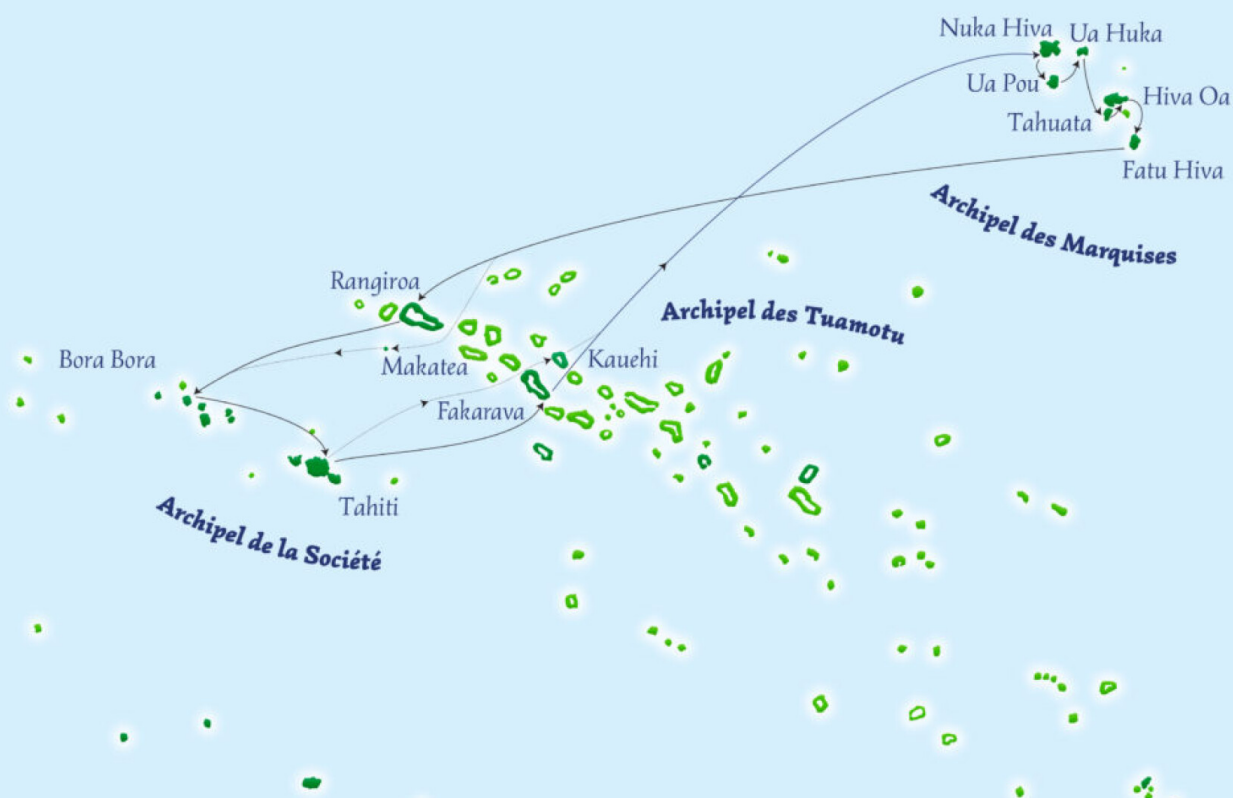 Nuka Hiva
Ua Huka
Ua Pou
Hiva Oa
Tahuata
Fatu Hiva
Archipel des Marquises
Rangiroa
Archipel des Tuamotu
Bora Bora
Makatea
Kauehi
Fakarava
Tahiti
Archipel de la Société